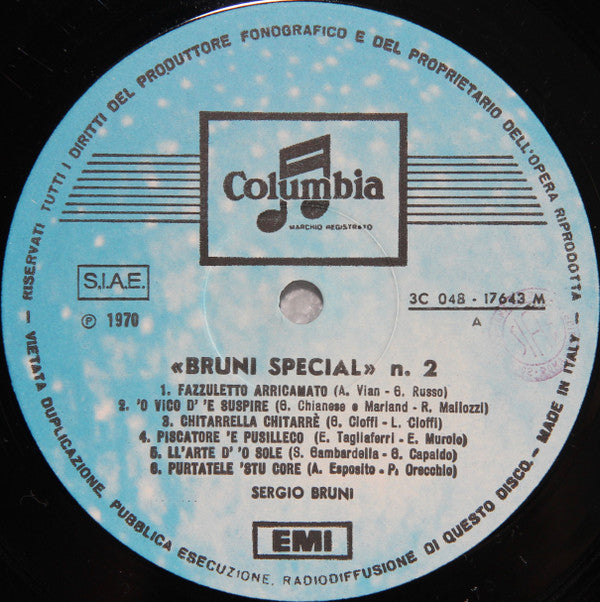 RISERVATI TUTTI I DIRITTI DEL PRODUTTORE FONOGRAFICO E DEL PROPRIETARIO DELL'OPERA RIPRODOTTA
Columbia
MARCHIO REGISTRATO
S.I.A.E.
℗ 1970
3C 048 - 17643 M
A
«BRUNI SPECIAL» n. 2
1. FAZZULETTO ARRICAMATO (A. Vian - G. Russo)
2. 'O VICO D' 'E SUSPIRE (G. Chianese e Marland - R. Mallozzi)
3. CHITARRELLA CHITARRÈ (G. Cioffi - L. Cioffi)
4. PISCATORE 'E PUSILLECO (E. Tagliaferri - E. Murolo)
5. LL'ARTE D' 'O SOLE (S. Gambardella - G. Capaldo)
6. PURTATELE 'STU CORE (A. Esposito - P. Orecchio)
SERGIO BRUNI
EMI
VIETATA DUPLICAZIONE, PUBBLICA ESECUZIONE, RADIODIFFUSIONE DI QUESTO DISCO. - MADE IN ITALY -